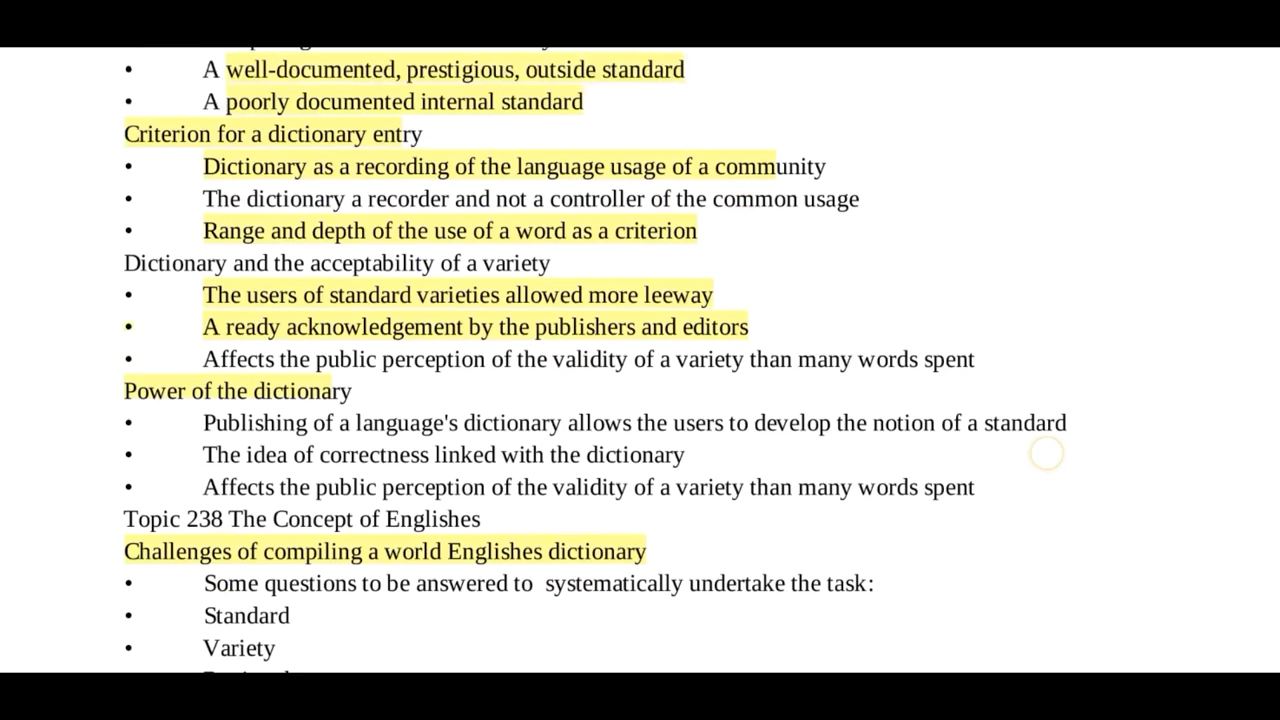 • A well-documented, prestigious, outside standard
• A poorly documented internal standard
Criterion for a dictionary entry
• Dictionary as a recording of the language usage of a community
• The dictionary a recorder and not a controller of the common usage
• Range and depth of the use of a word as a criterion
Dictionary and the acceptability of a variety
• The users of standard varieties allowed more leeway
• A ready acknowledgement by the publishers and editors
• Affects the public perception of the validity of a variety than many words spent
Power of the dictionary
• Publishing of a language's dictionary allows the users to develop the notion of a standard
• The idea of correctness linked with the dictionary
• Affects the public perception of the validity of a variety than many words spent
Topic 238 The Concept of Englishes
Challenges of compiling a world Englishes dictionary
• Some questions to be answered to  systematically undertake the task:
• Standard
• Variety